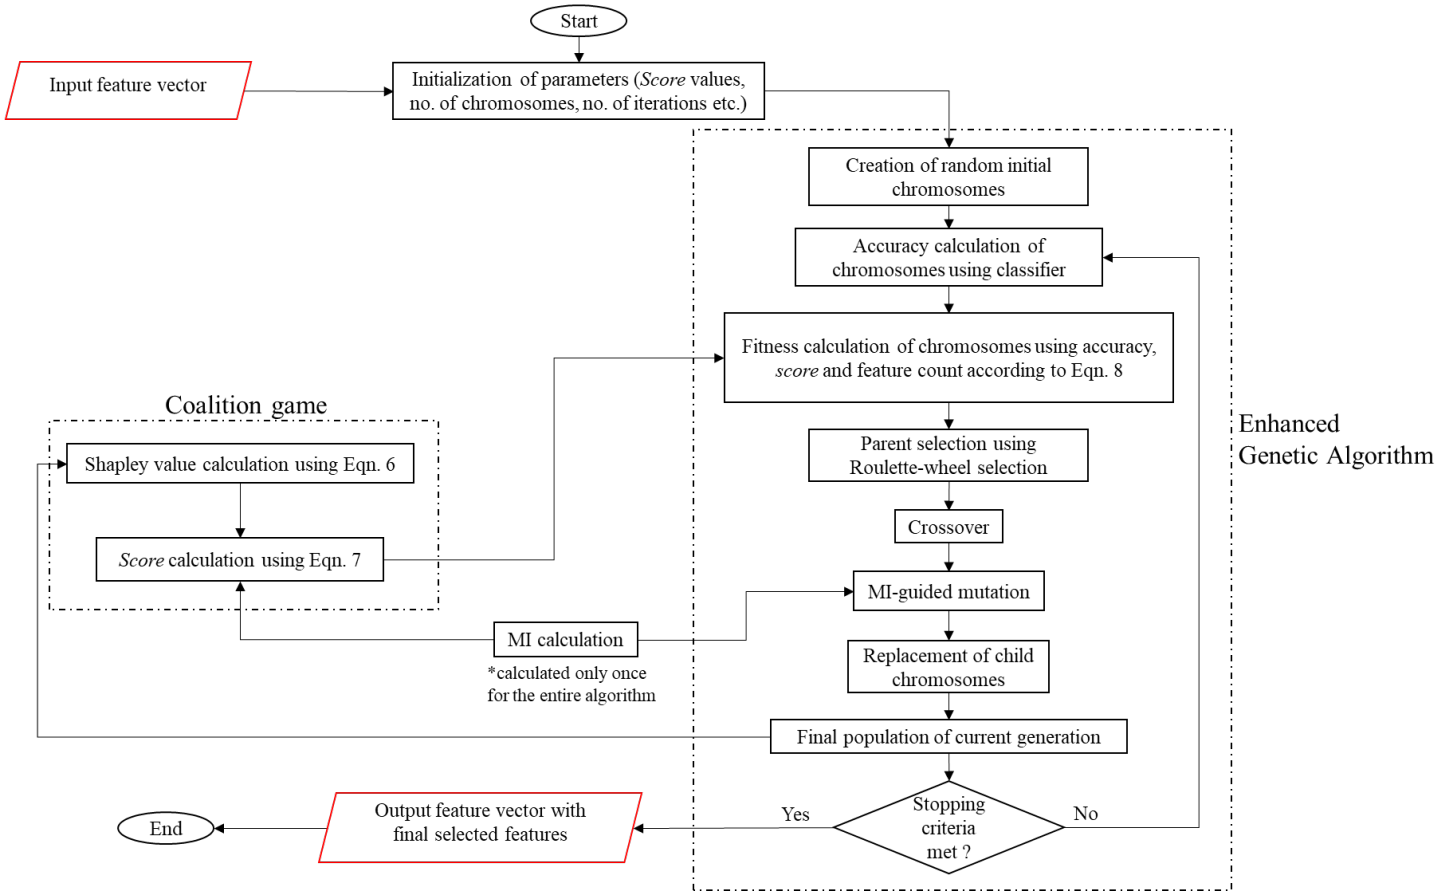 Start
Input feature vector
Initialization of parameters (Score values,
no. of chromosomes, no. of iterations etc.)
Creation of random initial
chromosomes
Accuracy calculation of
chromosomes using classifier
Fitness calculation of chromosomes using accuracy,
score and feature count according to Eqn. 8
Coalition game
Enhanced
Genetic Algorithm
Shapley value calculation using Eqn. 6
Parent selection using
Roulette-wheel selection
Crossover
Score calculation using Eqn. 7
MI-guided mutation
MI calculation
*calculated only once
for the entire algorithm
Replacement of child
chromosomes
Final population of current generation
Stopping
criteria
met ?
Yes
No
Output feature vector with
final selected features
End